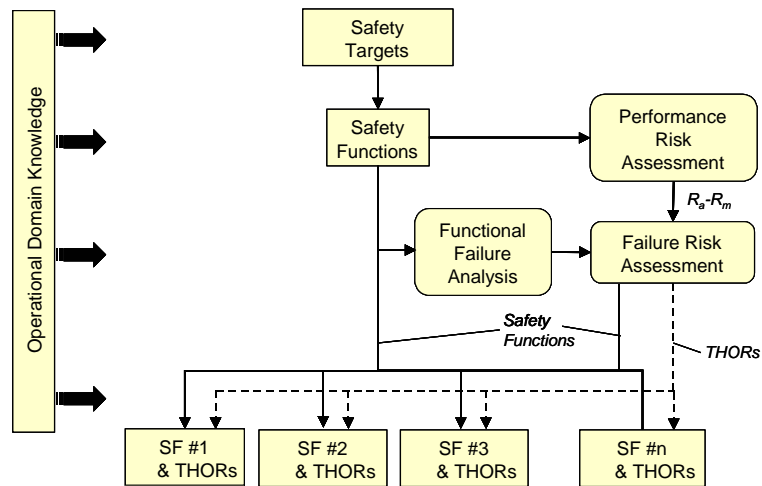 Operational Domain Knowledge
Safety
Targets
Safety
Functions
Performance
Risk
Assessment
Ra-Rm
Functional
Failure
Analysis
Failure Risk
Assessment
Safety
Functions
THORs
SF #1
& THORs
SF #2
& THORs
SF #3
& THORs
SF #n
& THORs